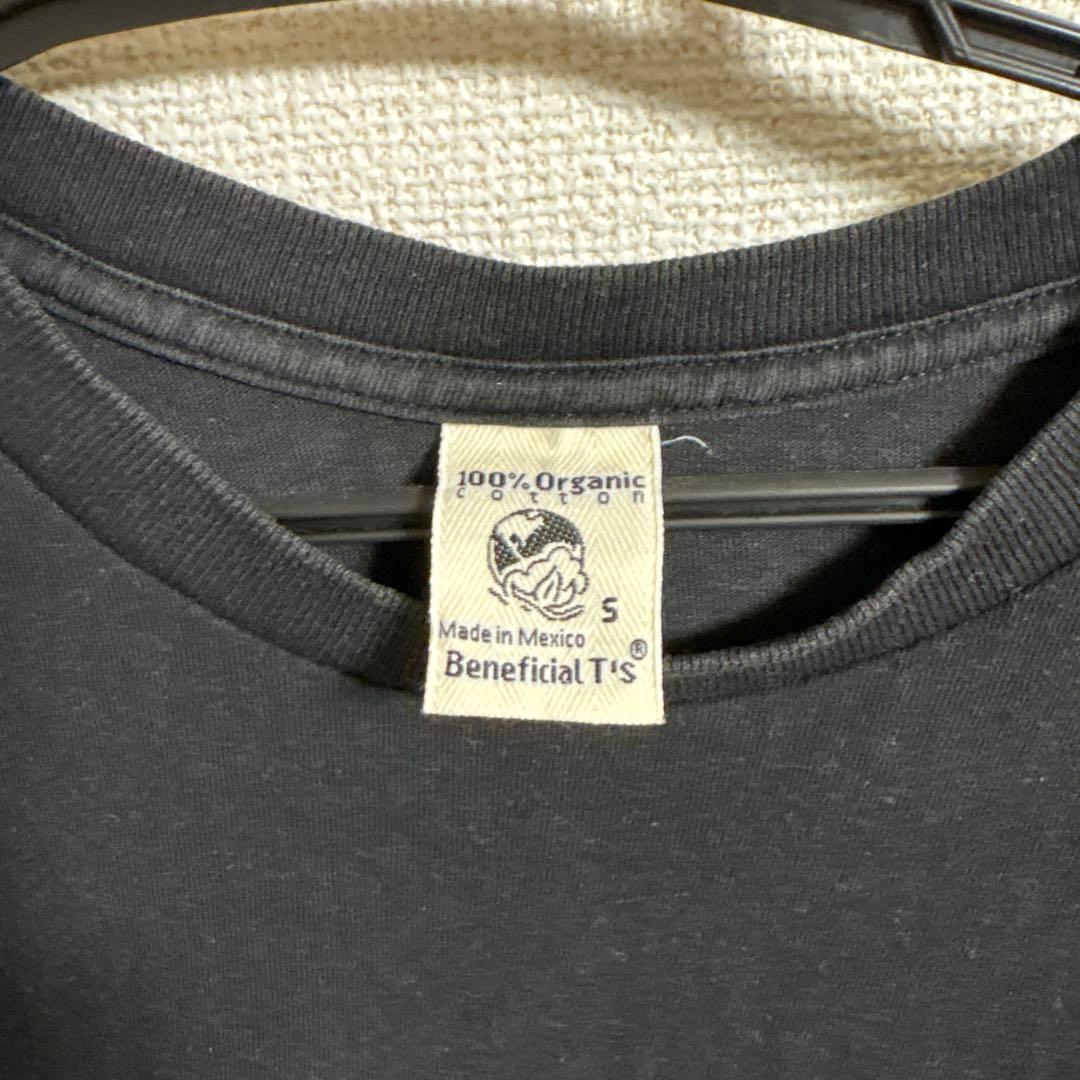 100% Organic
cotton
S
Made in Mexico
Beneficial T's®